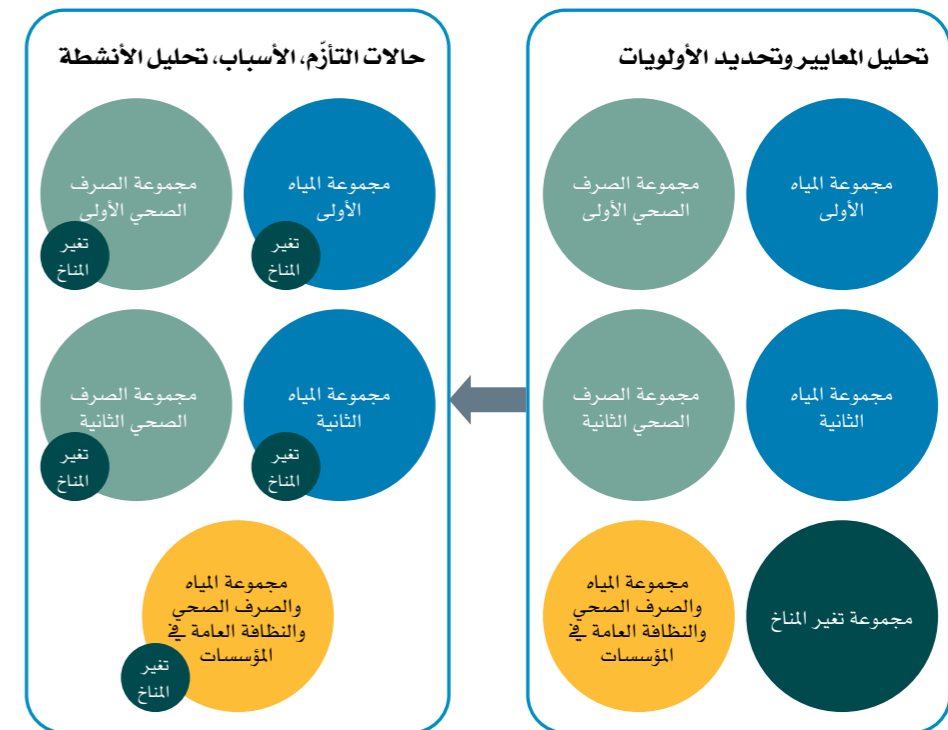 تحليل المعايير وتحديد الأولويات
مجموعة المياه
الأولى
مجموعة الصرف
الصحي الأولى
مجموعة المياه
الثانية
مجموعة الصرف
الصحي الثانية
مجموعة تغير المناخ
مجموعة المياه
والصرف الصحي
والنظافة العامة في
المؤسسات
حالات التأزّم، الأسباب، تحليل الأنشطة
مجموعة المياه
الأولى
تغير
المناخ
مجموعة الصرف
الصحي الأولى
تغير
المناخ
مجموعة المياه
الثانية
تغير
المناخ
مجموعة الصرف
الصحي الثانية
تغير
المناخ
مجموعة المياه
والصرف الصحي
والنظافة العامة في
المؤسسات
تغير
المناخ